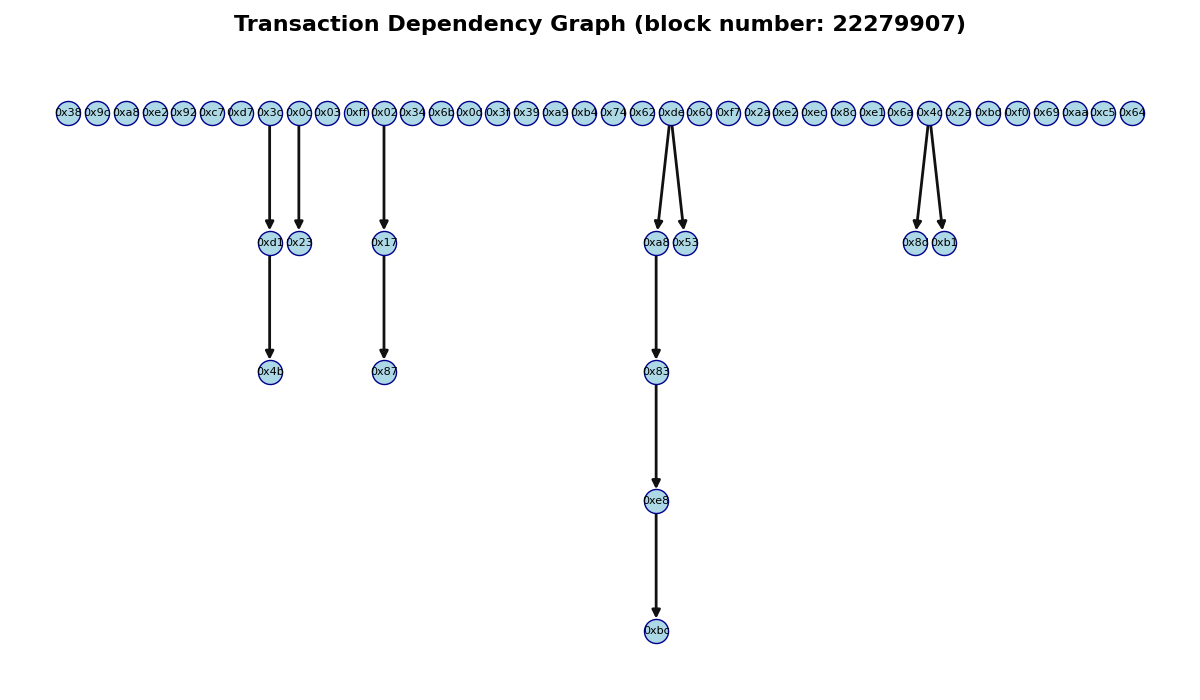 Transaction Dependency Graph (block number: 22279907)
0x38 0x9c 0xa8 0xe2 0x92 0xc7 0xd7 0x3c 0x0c 0x03 0xff 0x02 0x34 0x6b 0x0d 0x3f 0x39 0xa9 0xb4 0x74 0x62 0xde 0x60 0xf7 0x2a 0xe2 0xec 0x8c 0xe1 0x6a 0x4c 0x2a 0xbd 0xf0 0x69 0xaa 0xc5 0x64
0xd1 0x23 0x17 0xa8 0x53 0x8d 0xb1
0x4b 0x87 0x83
0xe8
0xbc